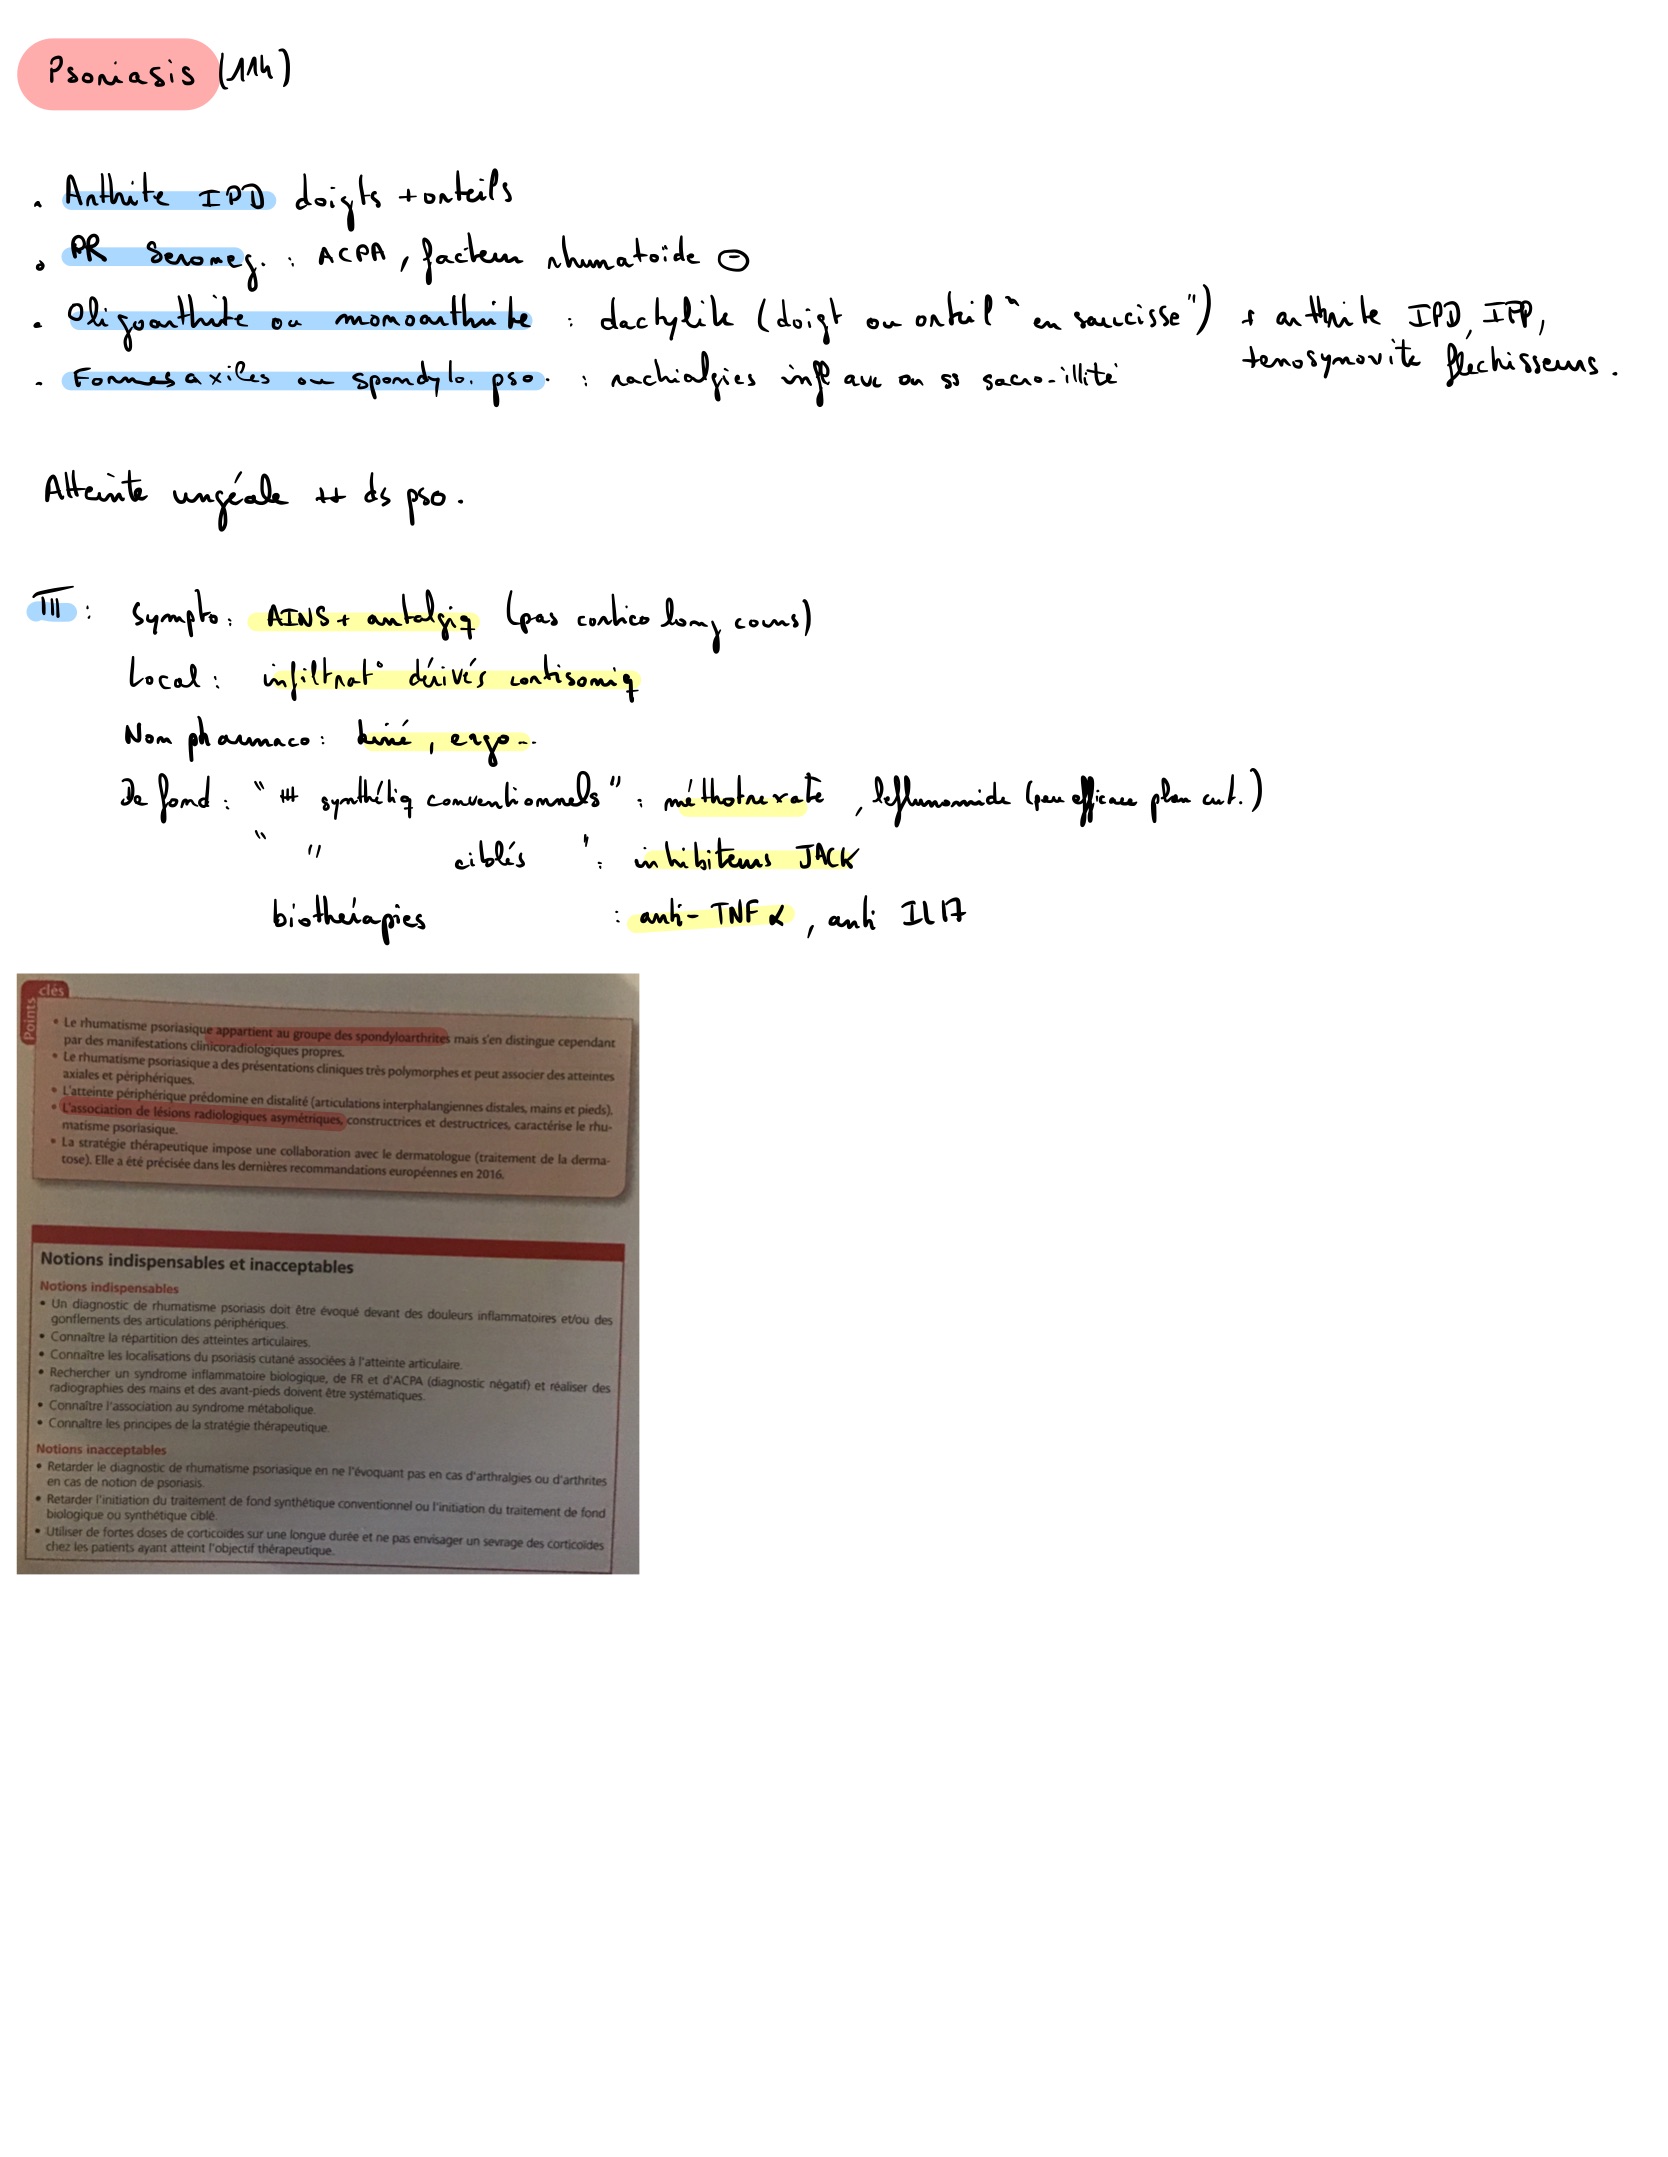 Psoriasis (114)
. Arthrite IPD doigts + orteils
. PR seroneg. : ACPA, facteur rhumatoïde ⊖
. Oligoarthrite ou monoarthrite : dactylite (doigt ou orteil "en saucisse") + arthrite IPD, IPP,
tenosynovite fléchisseurs.
- Formes axiles ou spondylo. pso. : rachialgies infl avc ou ss sacro-illite
Atteinte unguéale ++ ds pso.
TTT : Sympto : AINS + antalgiq (pas cortico long cours)
Local : infiltrat° dérivés cortisoniq
Non pharmaco : kiné, ergo...
De fond : " ttt synthétiq conventionnels" : méthotrexate, leflunomide (peu efficace plan cut.)
" " ciblés " : inhibiteurs JACK
biothérapies : anti-TNF α, anti IL17
Points clés
• Le rhumatisme psoriasique appartient au groupe des spondyloarthrites mais s'en distingue cependant
par des manifestations clinicoradiologiques propres.
• Le rhumatisme psoriasique a des présentations cliniques très polymorphes et peut associer des atteintes
axiales et périphériques.
• L'atteinte périphérique prédomine en distalité (articulations interphalangiennes distales, mains et pieds).
• L'association de lésions radiologiques asymétriques, constructrices et destructrices, caractérise le rhu-
matisme psoriasique.
• La stratégie thérapeutique impose une collaboration avec le dermatologue (traitement de la derma-
tose). Elle a été précisée dans les dernières recommandations européennes en 2016.
Notions indispensables et inacceptables
Notions indispensables
• Un diagnostic de rhumatisme psoriasis doit être évoqué devant des douleurs inflammatoires et/ou des
gonflements des articulations périphériques.
• Connaître la répartition des atteintes articulaires.
• Connaître les localisations du psoriasis cutané associées à l'atteinte articulaire.
• Rechercher un syndrome inflammatoire biologique, de FR et d'ACPA (diagnostic négatif) et réaliser des
radiographies des mains et des avant-pieds doivent être systématiques.
• Connaître l'association au syndrome métabolique.
• Connaître les principes de la stratégie thérapeutique.
Notions inacceptables
• Retarder le diagnostic de rhumatisme psoriasique en ne l'évoquant pas en cas d'arthralgies ou d'arthrites
en cas de notion de psoriasis.
• Retarder l'initiation du traitement de fond synthétique conventionnel ou l'initiation du traitement de fond
biologique ou synthétique ciblé.
• Utiliser de fortes doses de corticoïdes sur une longue durée et ne pas envisager un sevrage des corticoïdes
chez les patients ayant atteint l'objectif thérapeutique.